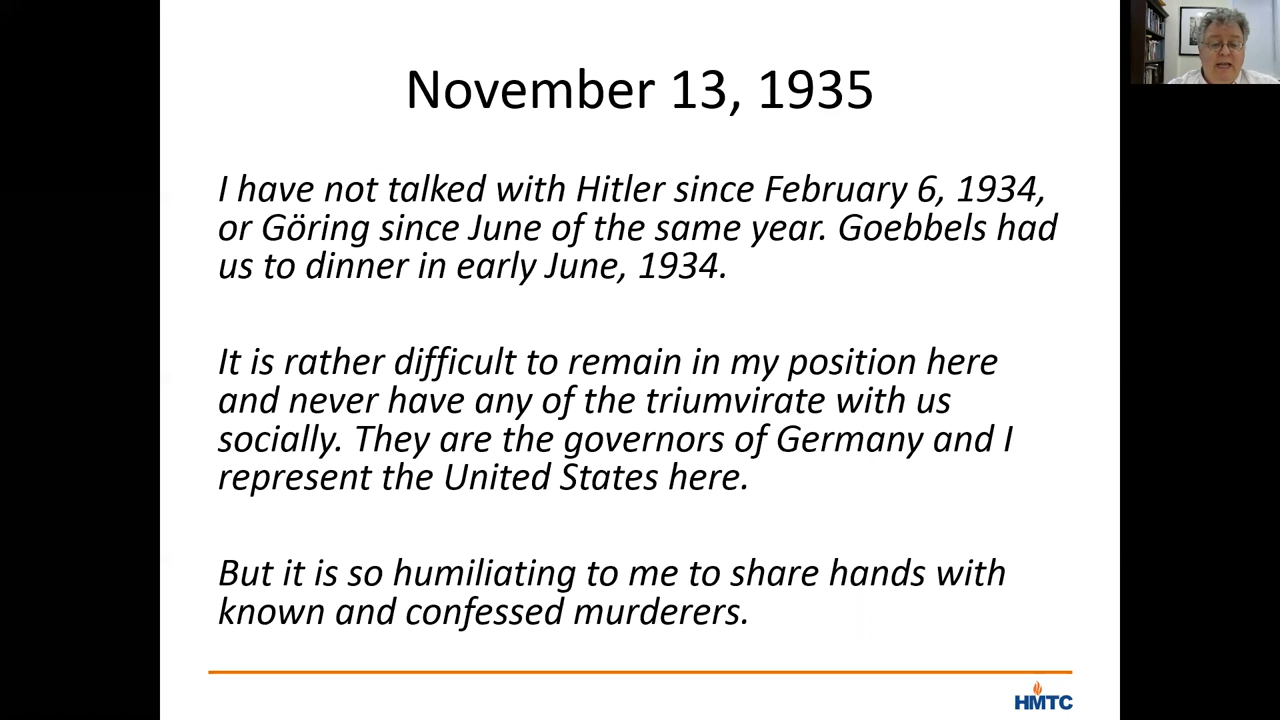 November 13, 1935
I have not talked with Hitler since February 6, 1934,
or Göring since June of the same year. Goebbels had
us to dinner in early June, 1934.
It is rather difficult to remain in my position here
and never have any of the triumvirate with us
socially. They are the governors of Germany and I
represent the United States here.
But it is so humiliating to me to share hands with
known and confessed murderers.
HMTC